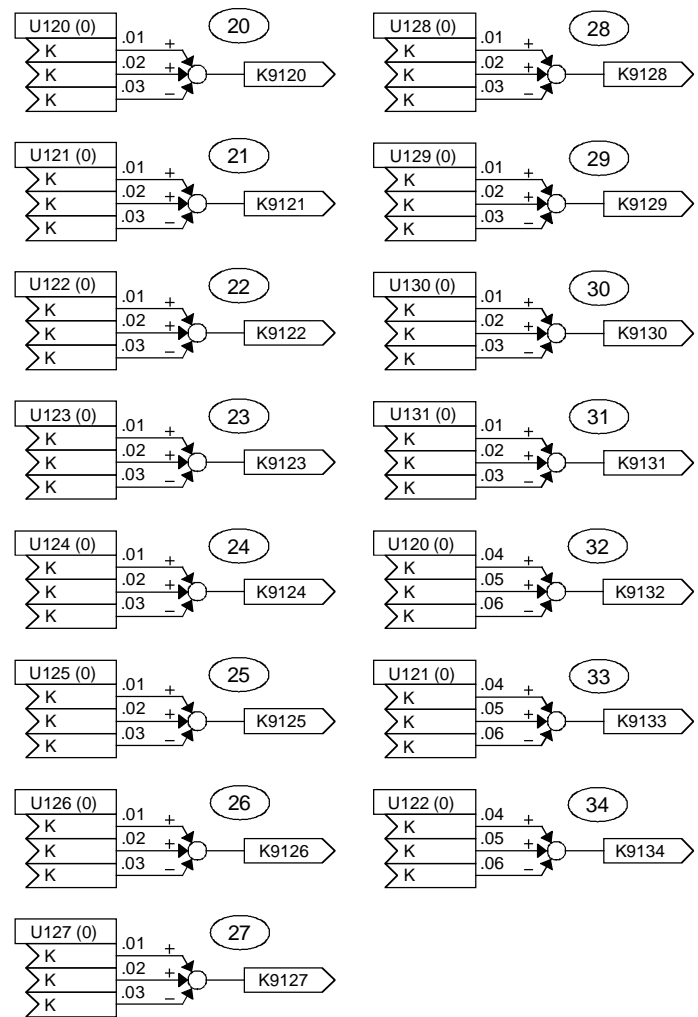 U120 (0) .01 + 20
K .02 +
K .03 – K9120
K
U121 (0) .01 + 21
K .02 +
K .03 – K9121
K
U122 (0) .01 + 22
K .02 +
K .03 – K9122
K
U123 (0) .01 + 23
K .02 +
K .03 – K9123
K
U124 (0) .01 + 24
K .02 +
K .03 – K9124
K
U125 (0) .01 + 25
K .02 +
K .03 – K9125
K
U126 (0) .01 + 26
K .02 +
K .03 – K9126
K
U127 (0) .01 + 27
K .02 +
K .03 – K9127
K
U128 (0) .01 + 28
K .02 +
K .03 – K9128
K
U129 (0) .01 + 29
K .02 +
K .03 – K9129
K
U130 (0) .01 + 30
K .02 +
K .03 – K9130
K
U131 (0) .01 + 31
K .02 +
K .03 – K9131
K
U120 (0) .04 + 32
K .05 +
K .06 – K9132
K
U121 (0) .04 + 33
K .05 +
K .06 – K9133
K
U122 (0) .04 + 34
K .05 +
K .06 – K9134
K